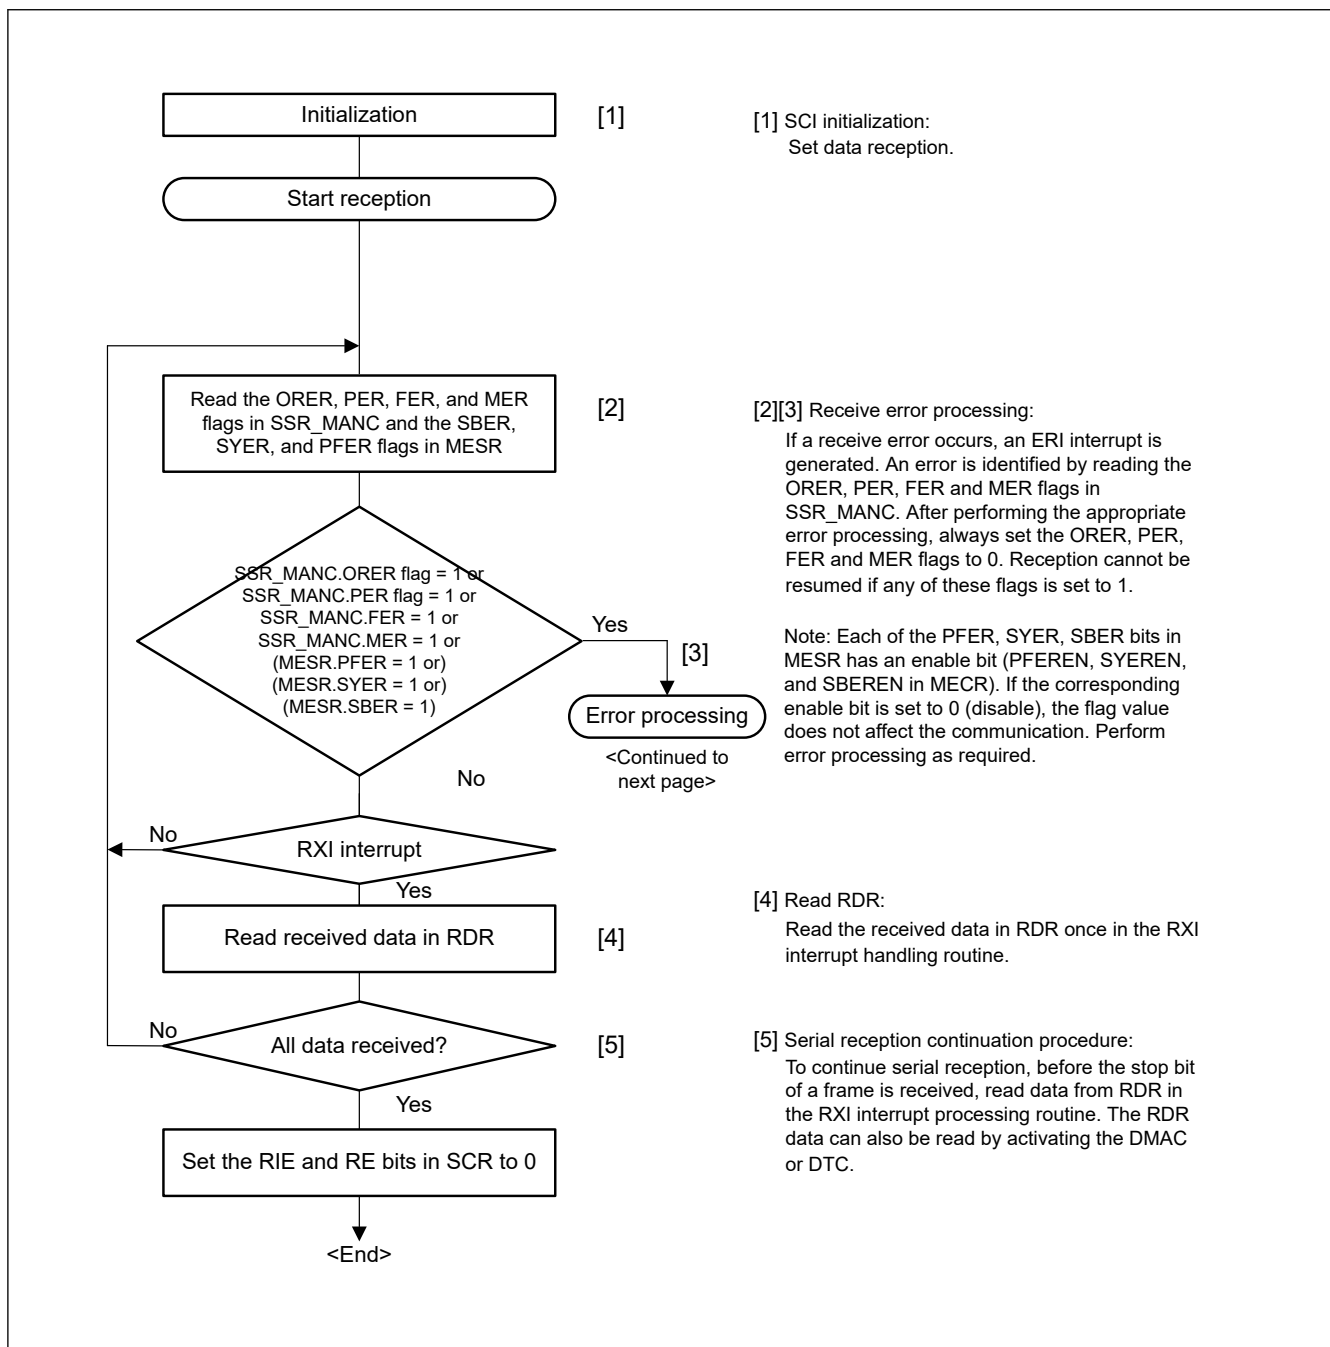 Initialization
[1]
[1] SCI initialization:
Set data reception.
Start reception
Read the ORER, PER, FER, and MER
flags in SSR_MANC and the SBER,
SYER, and PFER flags in MESR
[2]
[2][3] Receive error processing:
If a receive error occurs, an ERI interrupt is
generated. An error is identified by reading the
ORER, PER, FER and MER flags in
SSR_MANC. After performing the appropriate
error processing, always set the ORER, PER,
FER and MER flags to 0. Reception cannot be
resumed if any of these flags is set to 1.
Note: Each of the PFER, SYER, SBER bits in
MESR has an enable bit (PFEREN, SYEREN,
and SBEREN in MECR). If the corresponding
enable bit is set to 0 (disable), the flag value
does not affect the communication. Perform
error processing as required.
SSR_MANC.ORER flag = 1 or
SSR_MANC.PER flag = 1 or
SSR_MANC.FER = 1 or
SSR_MANC.MER = 1 or
(MESR.PFER = 1 or)
(MESR.SYER = 1 or)
(MESR.SBER = 1)
Yes
[3]
Error processing
<Continued to
next page>
No
No
RXI interrupt
Yes
Read received data in RDR
[4]
[4] Read RDR:
Read the received data in RDR once in the RXI
interrupt handling routine.
No
All data received?
[5]
[5] Serial reception continuation procedure:
To continue serial reception, before the stop bit
of a frame is received, read data from RDR in
the RXI interrupt processing routine. The RDR
data can also be read by activating the DMAC
or DTC.
Yes
Set the RIE and RE bits in SCR to 0
<End>